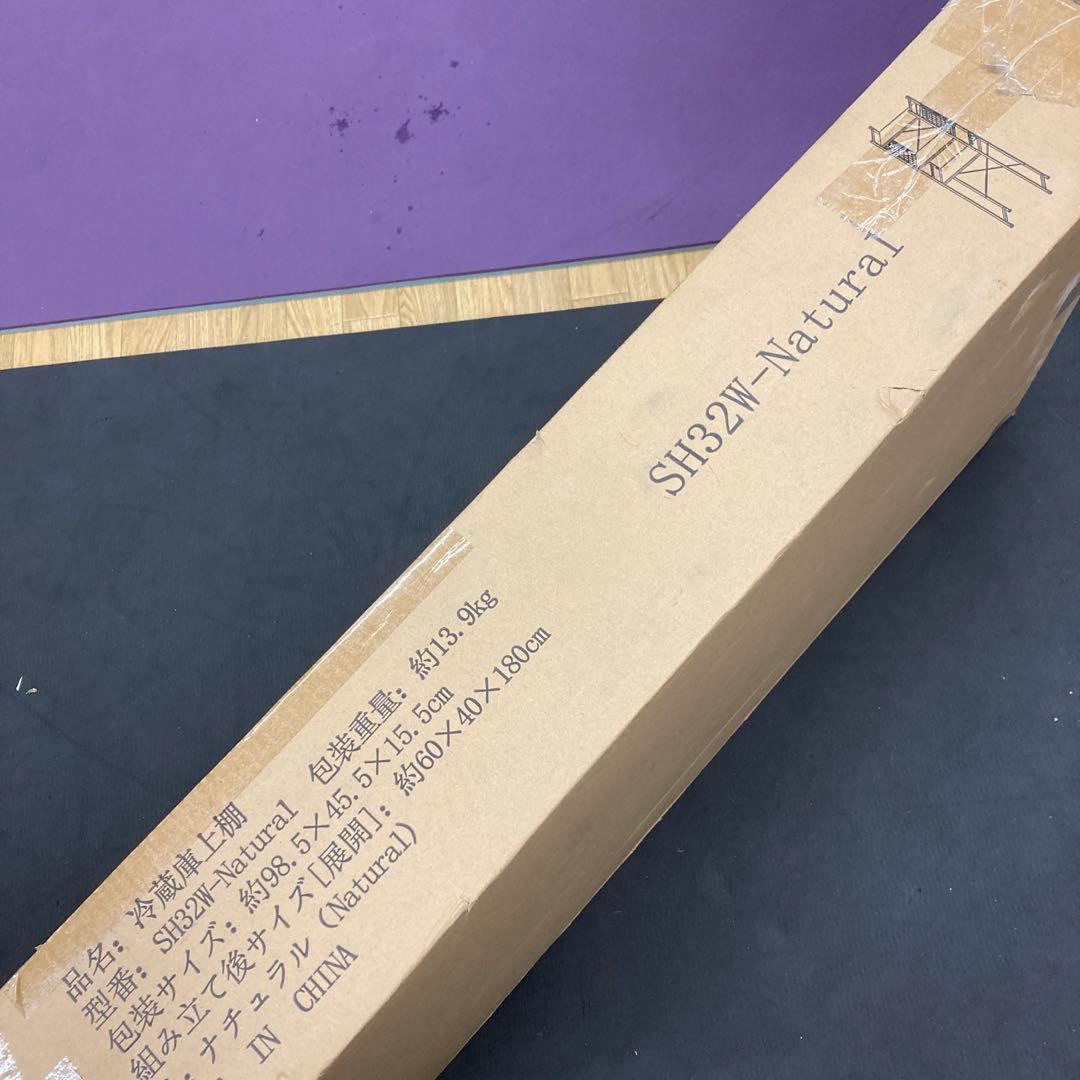 SH32W-Natural
品名: 冷蔵庫上棚
型番: SH32W-Natural 包装重量: 約13.9kg
包装サイズ: 約98.5×45.5×15.5cm
組み立て後サイズ[展開]: 約60×40×180cm
: ナチュラル (Natural)
IN CHINA